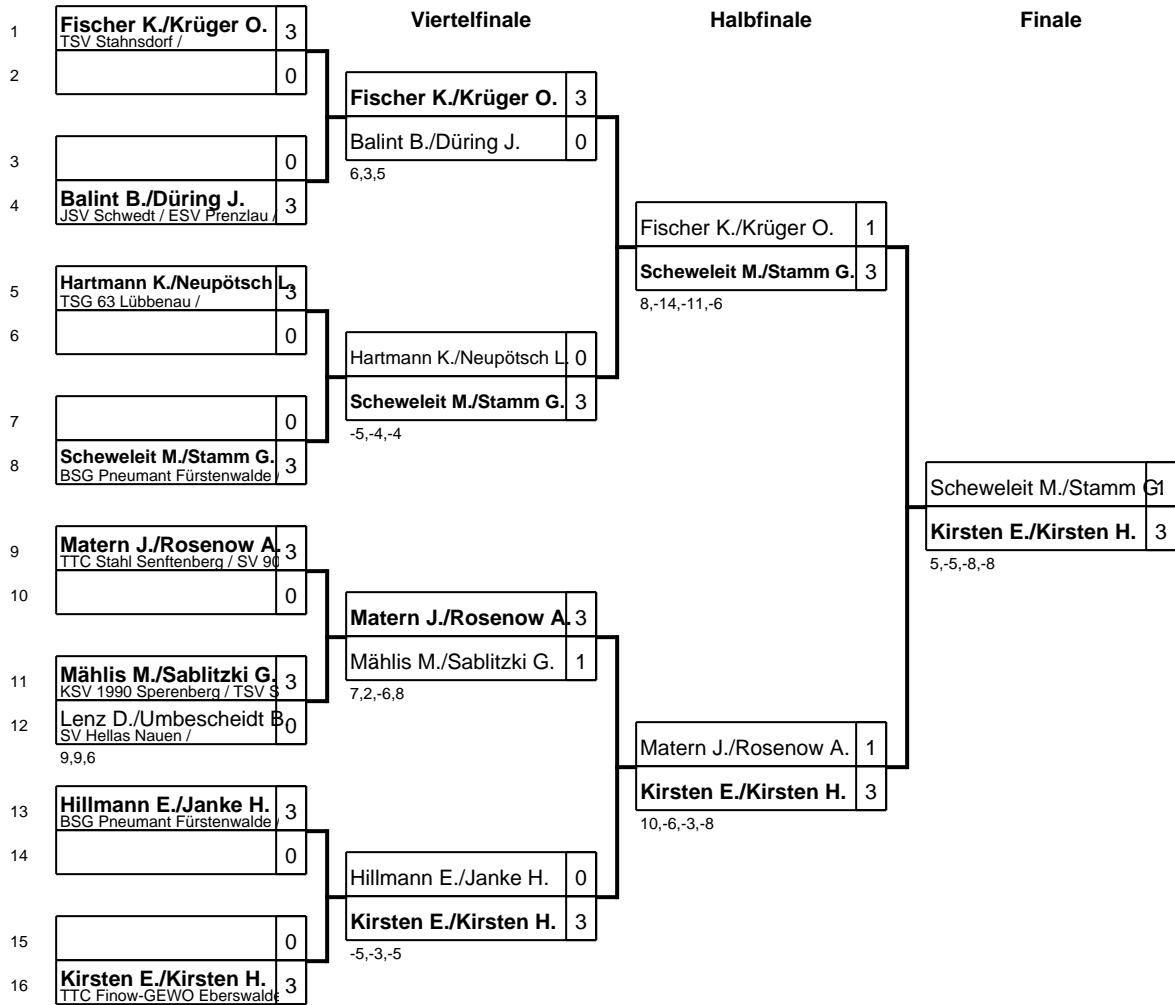 Viertelfinale
Halbfinale
Finale
1
Fischer K./Krüger O. 3
TSV Stahnsdorf /
2
0
3
0
4
Balint B./Düring J. 3
JSV Schwedt / ESV Prenzlau /
5
Hartmann K./Neupötsch L. 3
TSG 63 Lübbenau /
6
0
7
0
8
Scheweleit M./Stamm G. 3
BSG Pneumant Fürstenwalde /
9
Matern J./Rosenow A. 3
TTC Stahl Senftenberg / SV 90
10
0
11
Mählis M./Sablitzki G. 3
KSV 1990 Sperenberg / TSV S
12
Lenz D./Umbescheidt B. 0
SV Hellas Nauen /
9,9,6
13
Hillmann E./Janke H. 3
BSG Pneumant Fürstenwalde /
14
0
15
0
16
Kirsten E./Kirsten H. 3
TTC Finow-GEWO Eberswalde
Fischer K./Krüger O. 3
Balint B./Düring J. 0
6,3,5
Hartmann K./Neupötsch L. 0
Scheweleit M./Stamm G. 3
-5,-4,-4
Matern J./Rosenow A. 3
Mählis M./Sablitzki G. 1
7,2,-6,8
Hillmann E./Janke H. 0
Kirsten E./Kirsten H. 3
-5,-3,-5
Fischer K./Krüger O. 1
Scheweleit M./Stamm G. 3
8,-14,-11,-6
Matern J./Rosenow A. 1
Kirsten E./Kirsten H. 3
10,-6,-3,-8
Scheweleit M./Stamm G 1
Kirsten E./Kirsten H. 3
5,-5,-8,-8